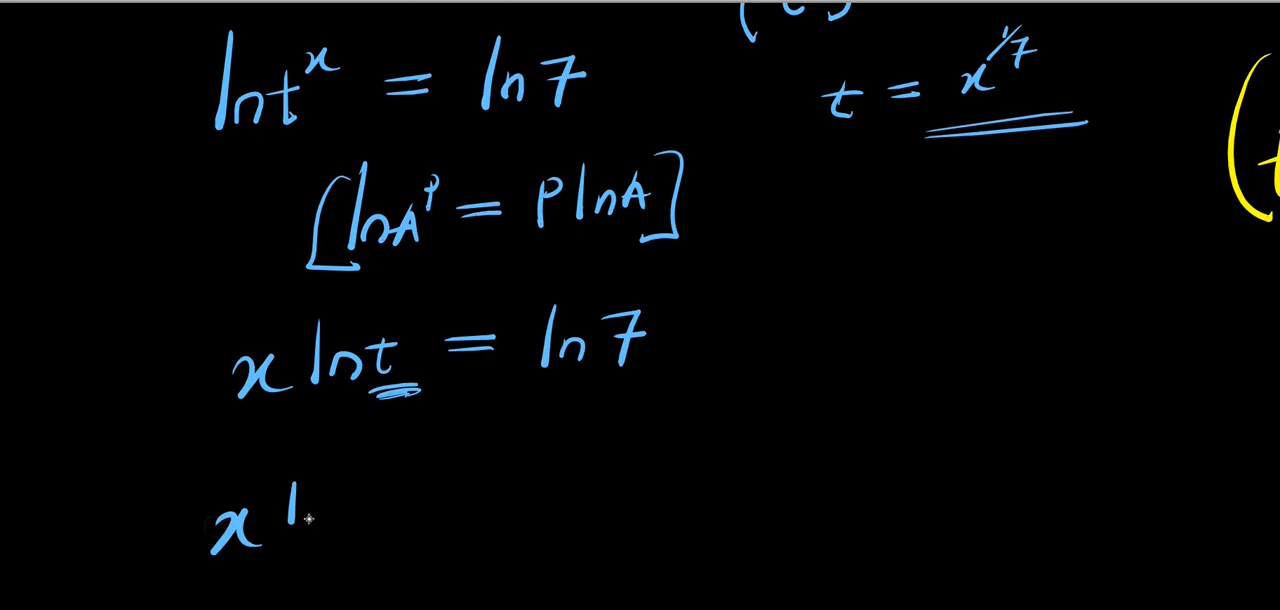 ln t^x = ln 7
t = x^{1/7}
[ln A^P = P ln A]
x ln t = ln 7
x l